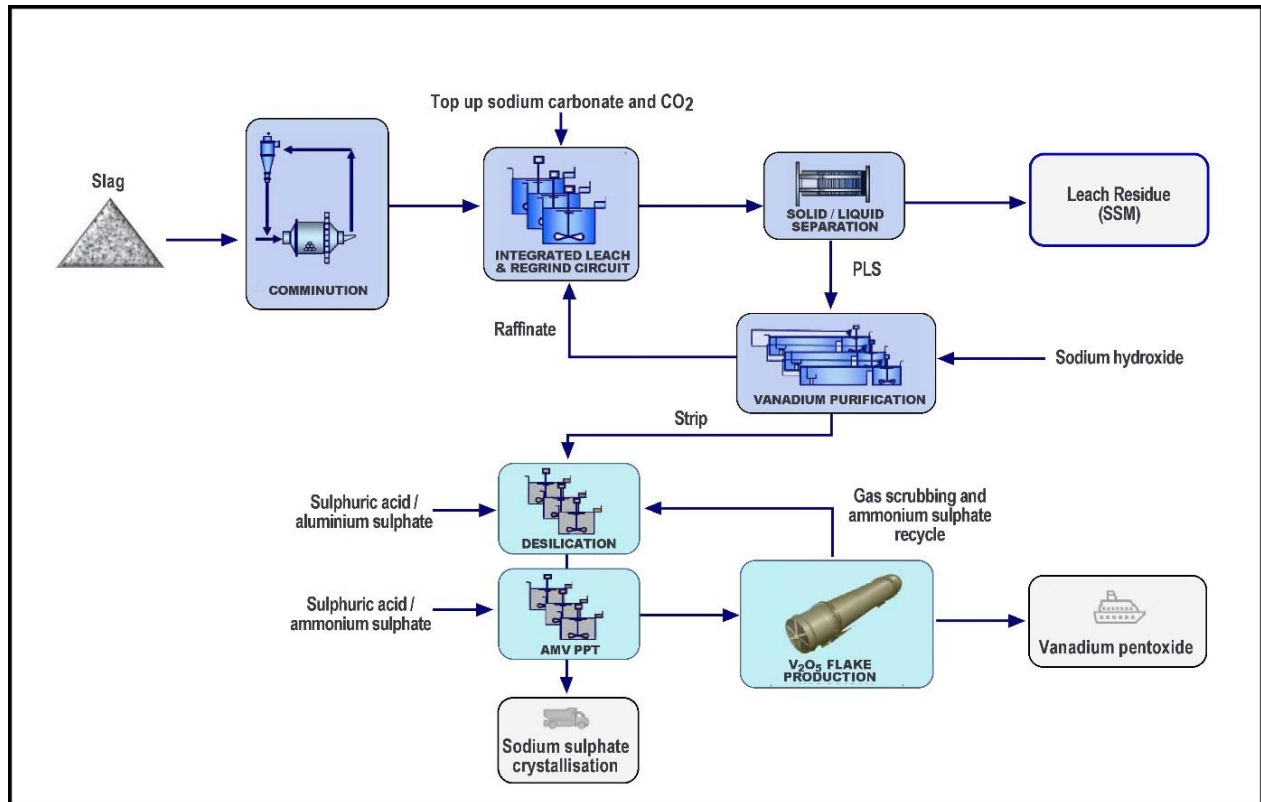 Top up sodium carbonate and CO₂
Slag
COMMINUTION
INTEGRATED LEACH
& REGRIND CIRCUIT
SOLID / LIQUID
SEPARATION
Leach Residue
(SSM)
PLS
Raffinate
Sodium hydroxide
VANADIUM PURIFICATION
Strip
Sulphuric acid /
aluminium sulphate
DESILICATION
Gas scrubbing and
ammonium sulphate
recycle
Sulphuric acid /
ammonium sulphate
AMV PPT
V₂O₅ FLAKE
PRODUCTION
Vanadium pentoxide
Sodium sulphate
crystallisation